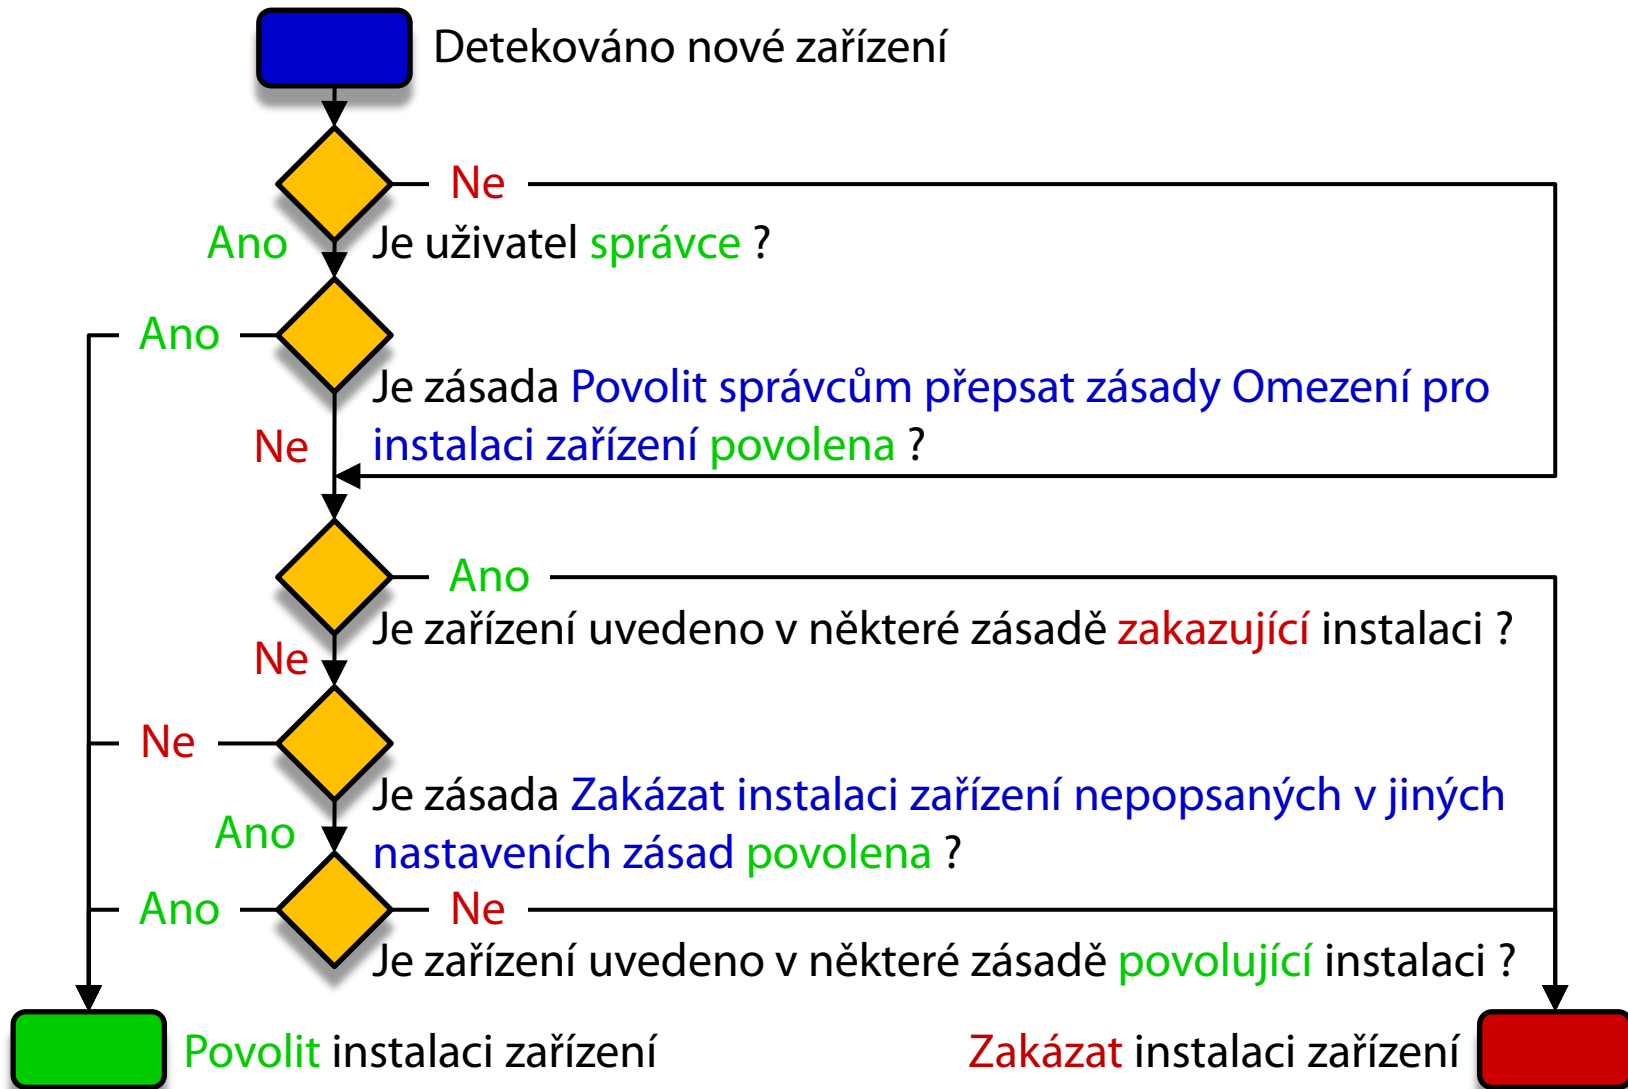 Detekováno nové zařízení
Ne
Ano
Je uživatel správce ?
Ano
Je zásada Povolit správcům přepsat zásady Omezení pro
instalaci zařízení povolena ?
Ne
Ano
Je zařízení uvedeno v některé zásadě zakazující instalaci ?
Ne
Ne
Je zásada Zakázat instalaci zařízení nepopsaných v jiných
nastaveních zásad povolena ?
Ano
Ano
Ne
Je zařízení uvedeno v některé zásadě povolující instalaci ?
Povolit instalaci zařízení
Zakázat instalaci zařízení